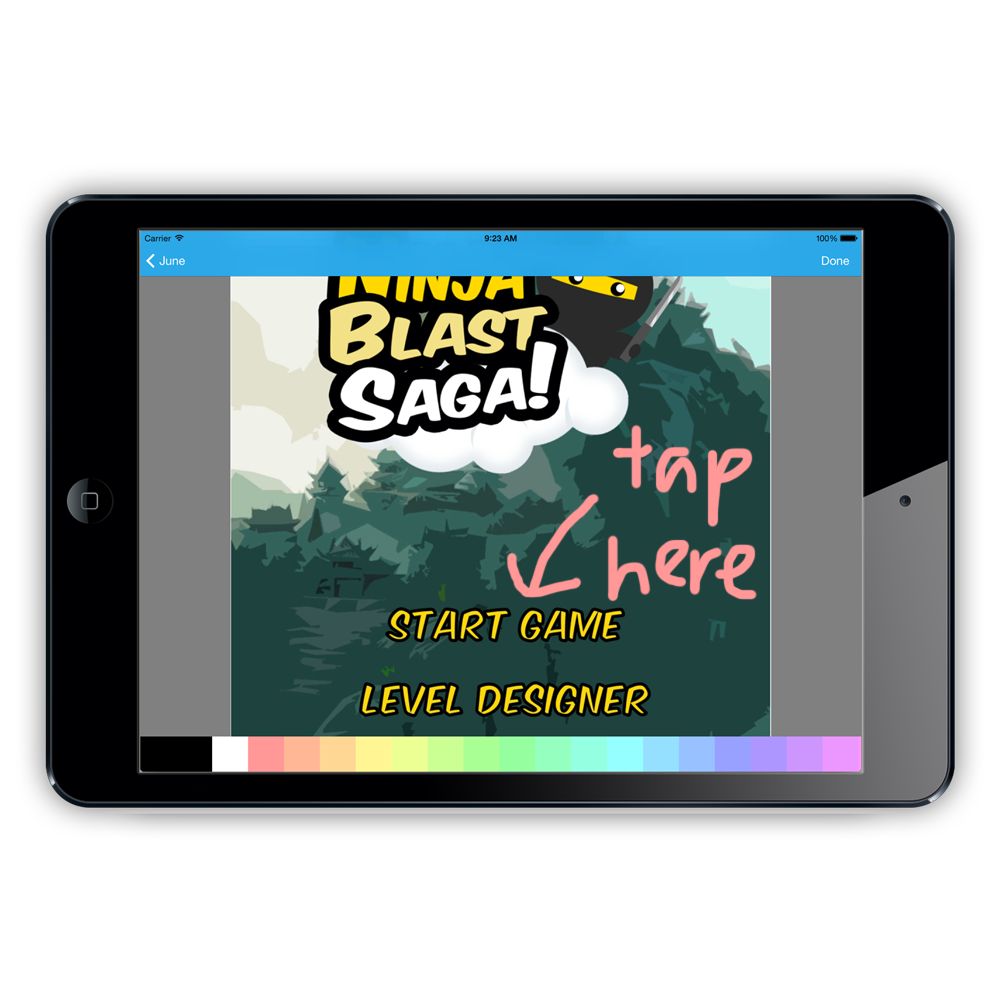 Carrier 9:23 AM 100%
June Done
NINJA
BLAST
SAGA!
tap
here
START GAME
LEVEL DESIGNER